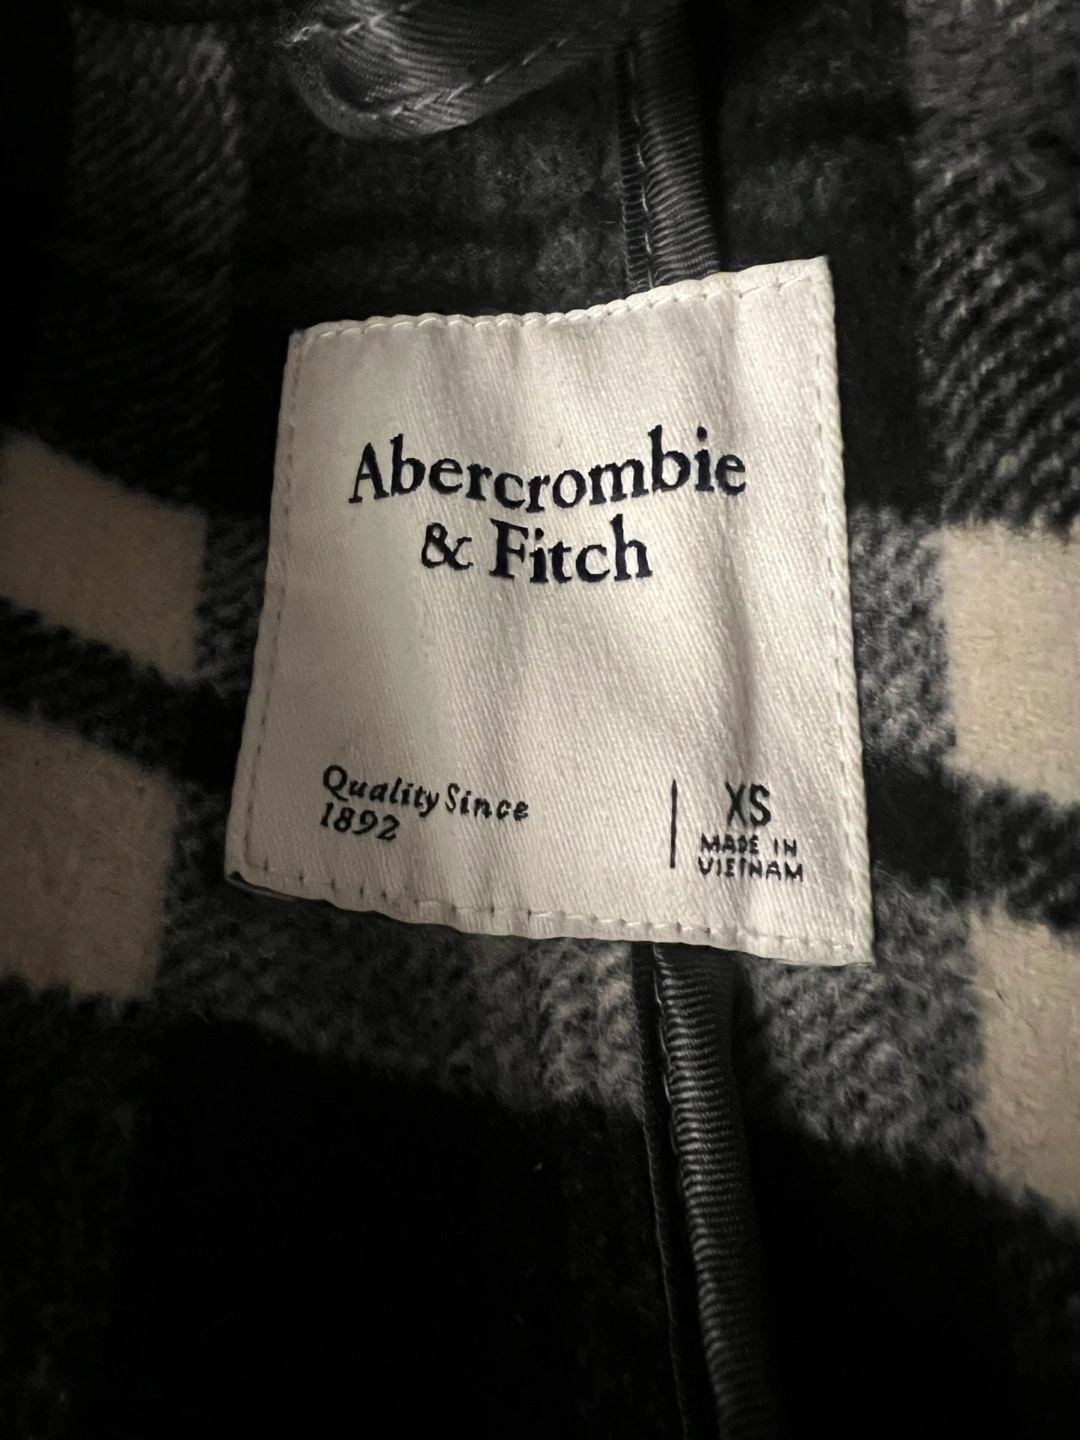 Abercrombie
& Fitch
Quality Since
1892
XS
MADE IN
VIETNAM